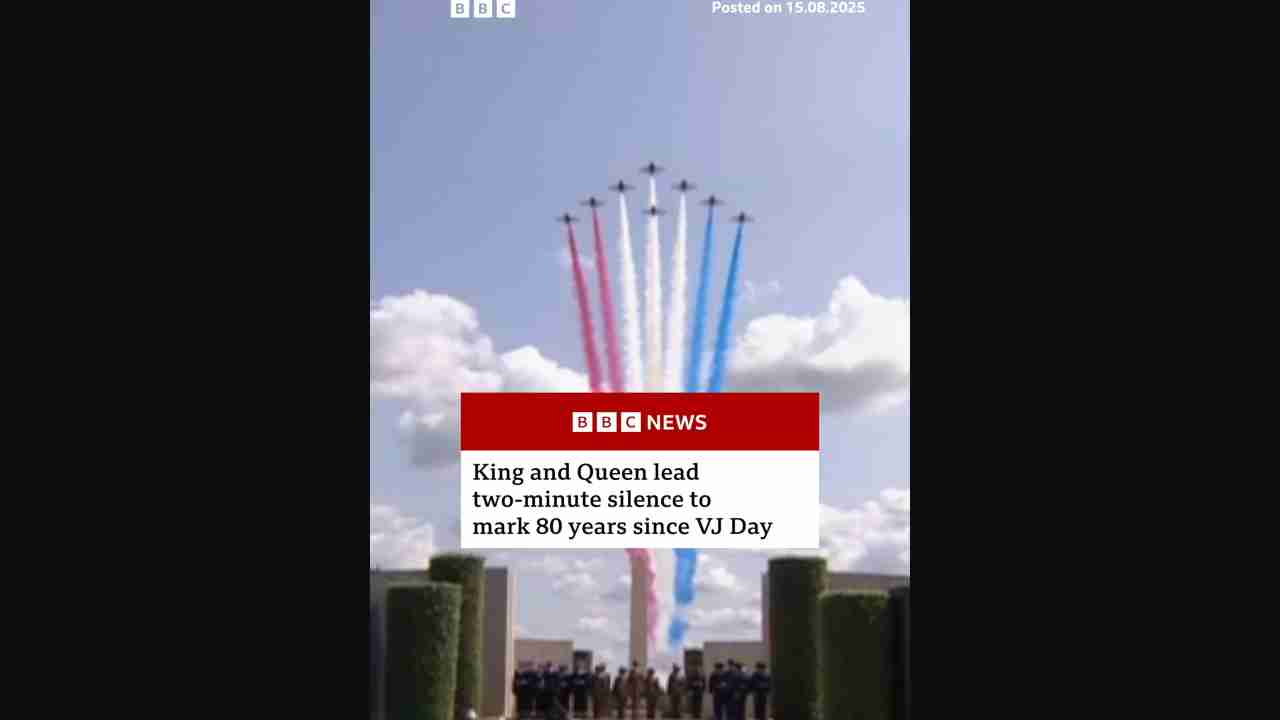 BBC
Posted on 15.08.2025
BBC NEWS
King and Queen lead
two-minute silence to
mark 80 years since VJ Day